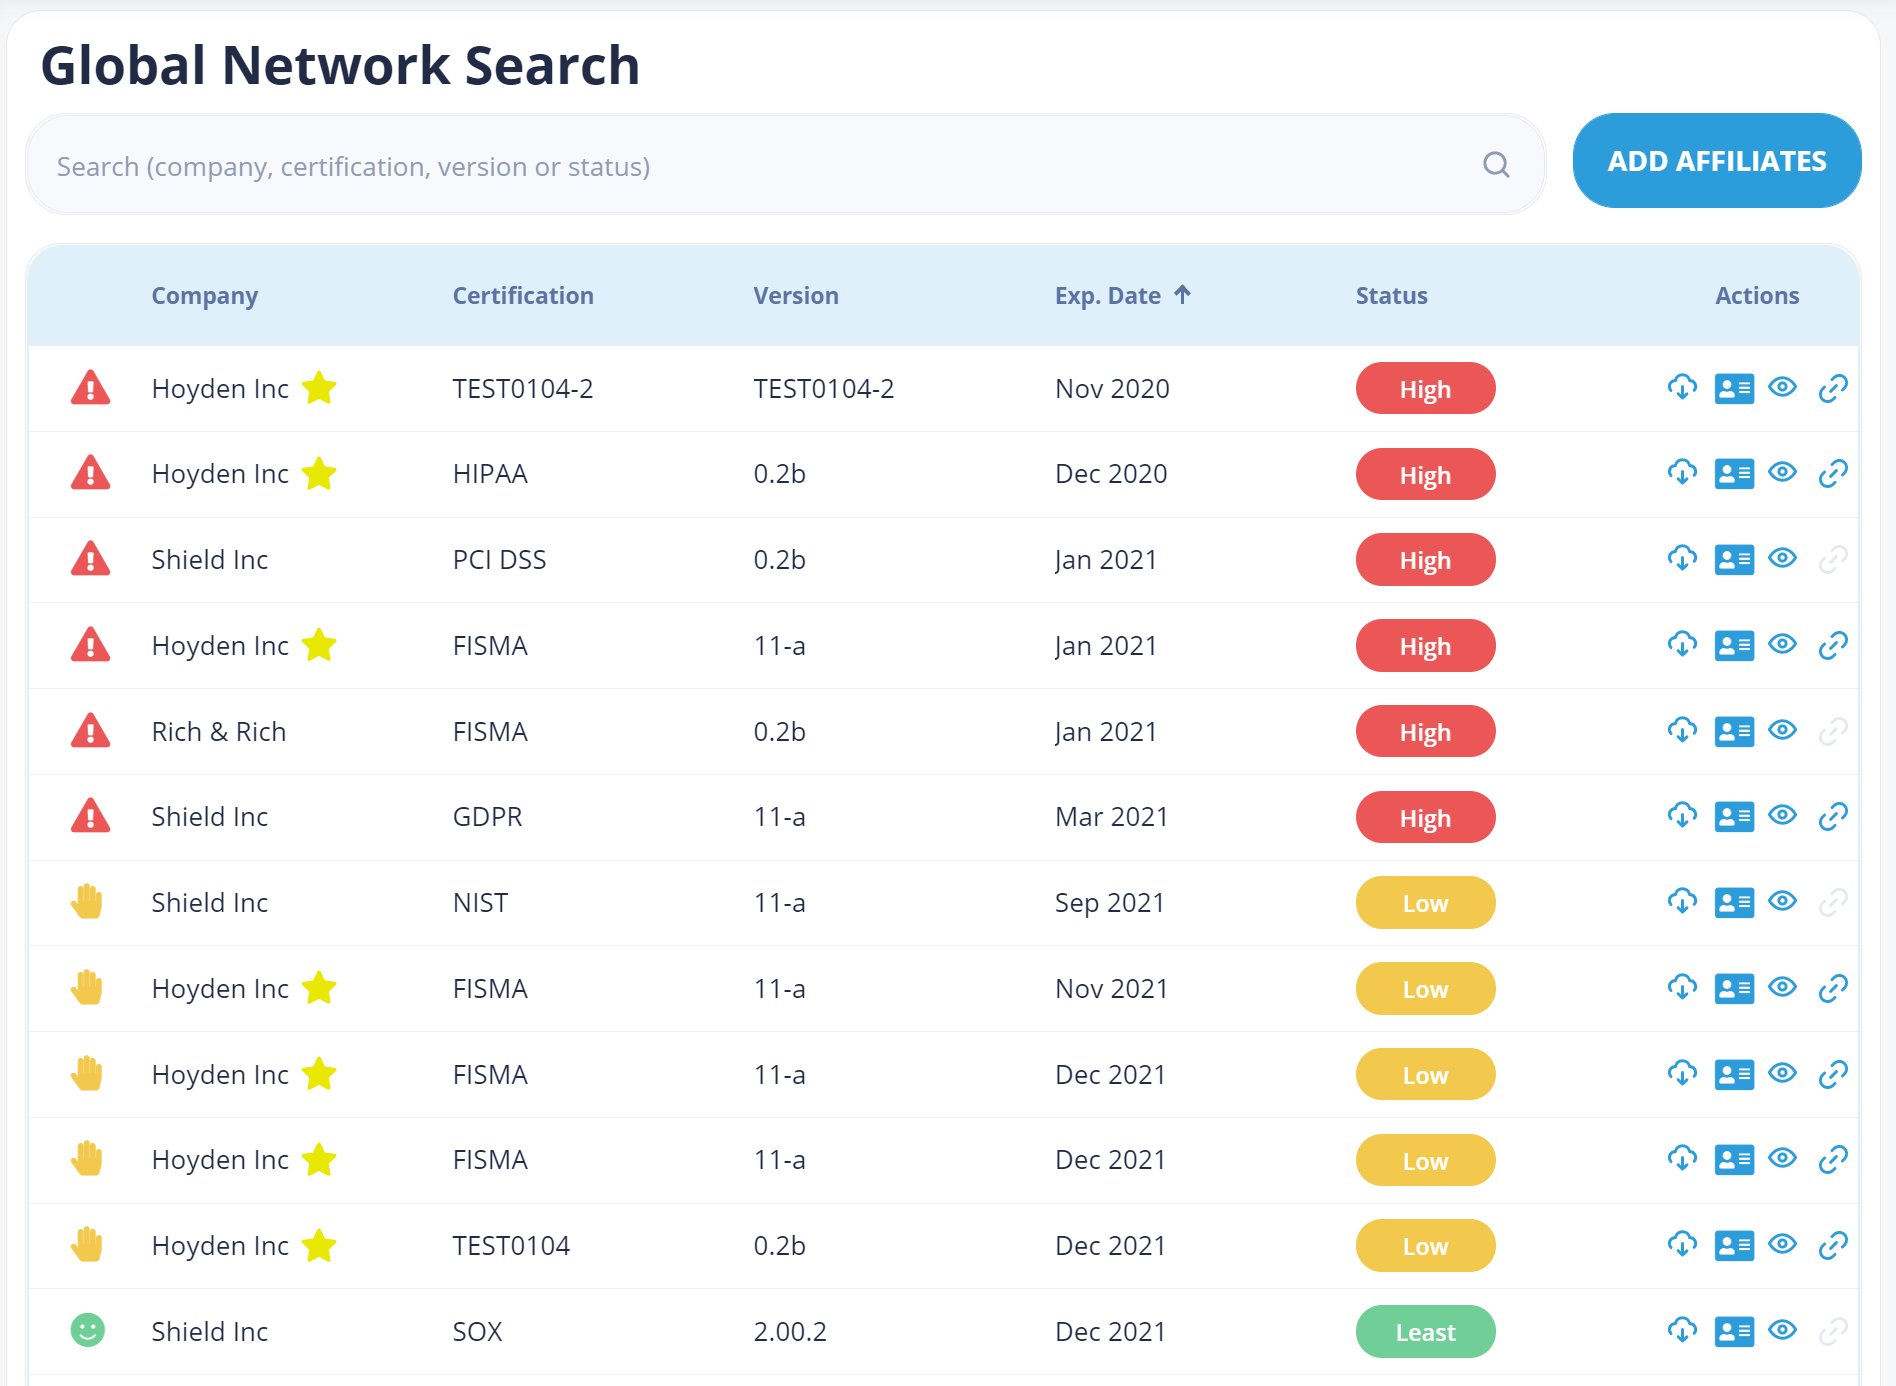 Global Network Search
Search (company, certification, version or status)
ADD AFFILIATES
Company Certification Version Exp. Date Status Actions
Hoyden Inc TEST0104-2 TEST0104-2 Nov 2020 High
Hoyden Inc HIPAA 0.2b Dec 2020 High
Shield Inc PCI DSS 0.2b Jan 2021 High
Hoyden Inc FISMA 11-a Jan 2021 High
Rich & Rich FISMA 0.2b Jan 2021 High
Shield Inc GDPR 11-a Mar 2021 High
Shield Inc NIST 11-a Sep 2021 Low
Hoyden Inc FISMA 11-a Nov 2021 Low
Hoyden Inc FISMA 11-a Dec 2021 Low
Hoyden Inc FISMA 11-a Dec 2021 Low
Hoyden Inc TEST0104 0.2b Dec 2021 Low
Shield Inc SOX 2.00.2 Dec 2021 Least